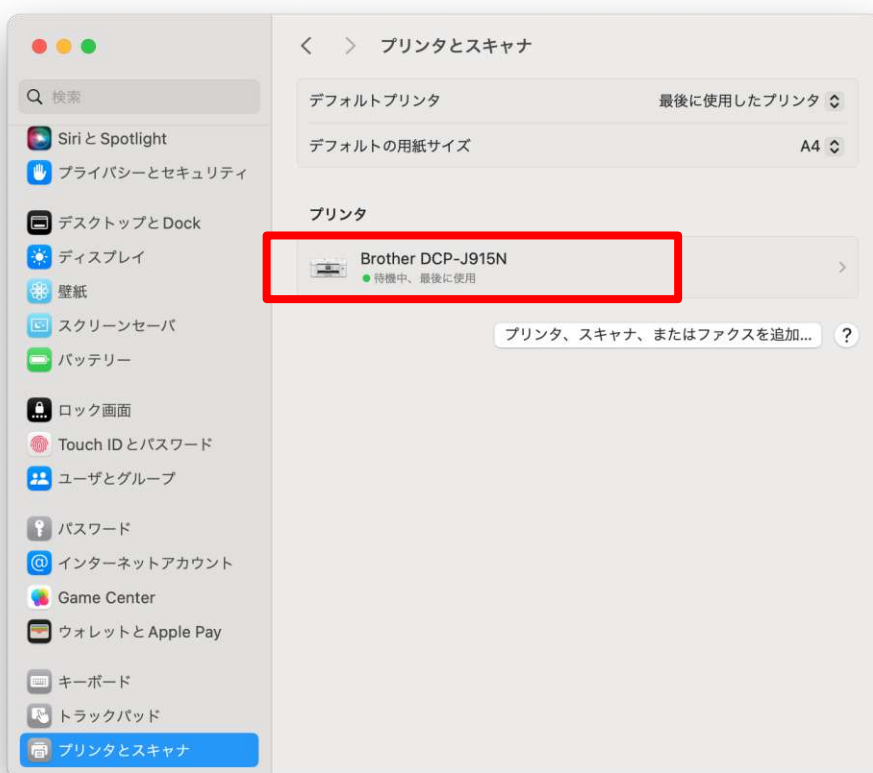 プリンタとスキャナ
検索
Siri と Spotlight
プライバシーとセキュリティ
デスクトップと Dock
ディスプレイ
壁紙
スクリーンセーバ
バッテリー
ロック画面
Touch ID とパスワード
ユーザとグループ
パスワード
インターネットアカウント
Game Center
ウォレットと Apple Pay
キーボード
トラックパッド
プリンタとスキャナ
デフォルトプリンタ 最後に使用したプリンタ
デフォルトの用紙サイズ A4
プリンタ
Brother DCP-J915N
待機中、最後に使用
プリンタ、スキャナ、またはファクスを追加... ?